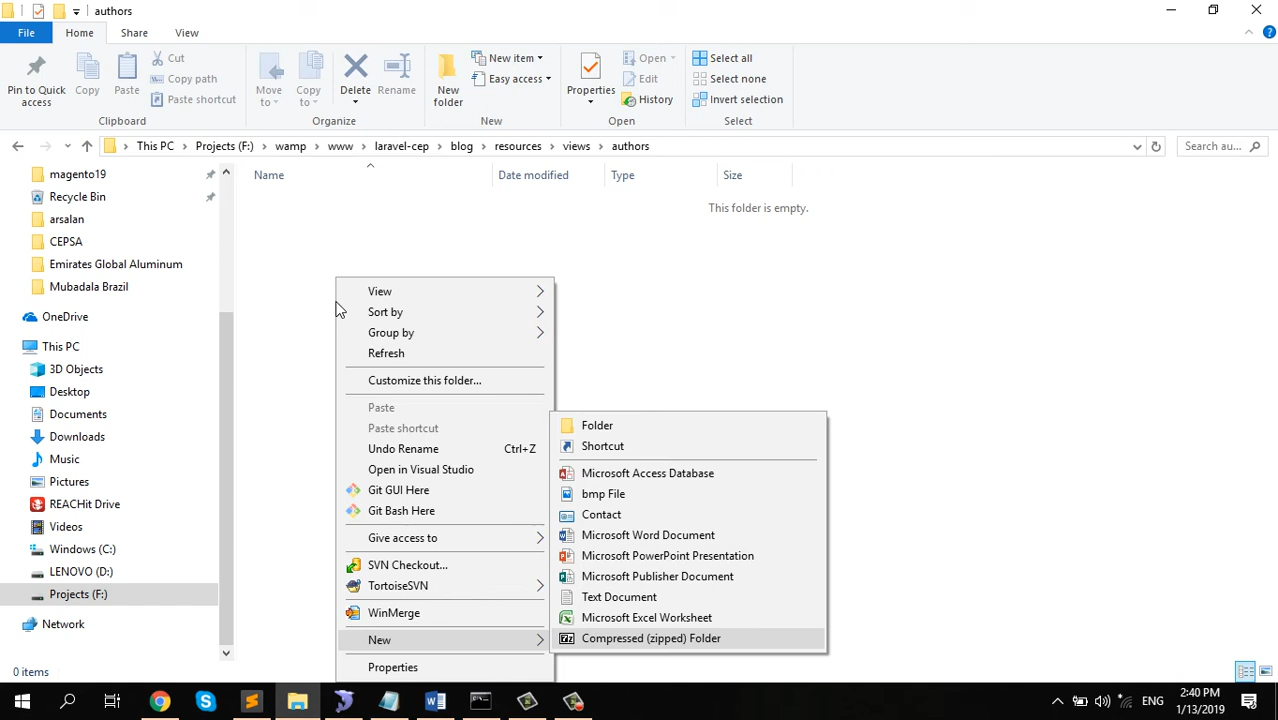 authors
File Home Share View
Pin to Quick access
Copy
Paste
Cut
Copy path
Paste shortcut
Clipboard
Move to
Copy to
Delete
Rename
Organize
New folder
New item
Easy access
New
Properties
Open
Edit
History
Open
Select all
Select none
Invert selection
Select
This PC Projects (F:) wamp www laravel-cep blog resources views authors
Search au...
Name Date modified Type Size
This folder is empty.
magento19
Recycle Bin
arsalan
CEPSA
Emirates Global Aluminum
Mubadala Brazil
OneDrive
This PC
3D Objects
Desktop
Documents
Downloads
Music
Pictures
REACHit Drive
Videos
Windows (C:)
LENOVO (D:)
Projects (F:)
Network
View
Sort by
Group by
Refresh
Customize this folder...
Paste
Paste shortcut
Undo Rename Ctrl+Z
Open in Visual Studio
Git GUI Here
Git Bash Here
Give access to
SVN Checkout...
TortoiseSVN
WinMerge
New
Properties
Folder
Shortcut
Microsoft Access Database
bmp File
Contact
Microsoft Word Document
Microsoft PowerPoint Presentation
Microsoft Publisher Document
Text Document
Microsoft Excel Worksheet
Compressed (zipped) Folder
0 items
ENG
2:40 PM
1/13/2019